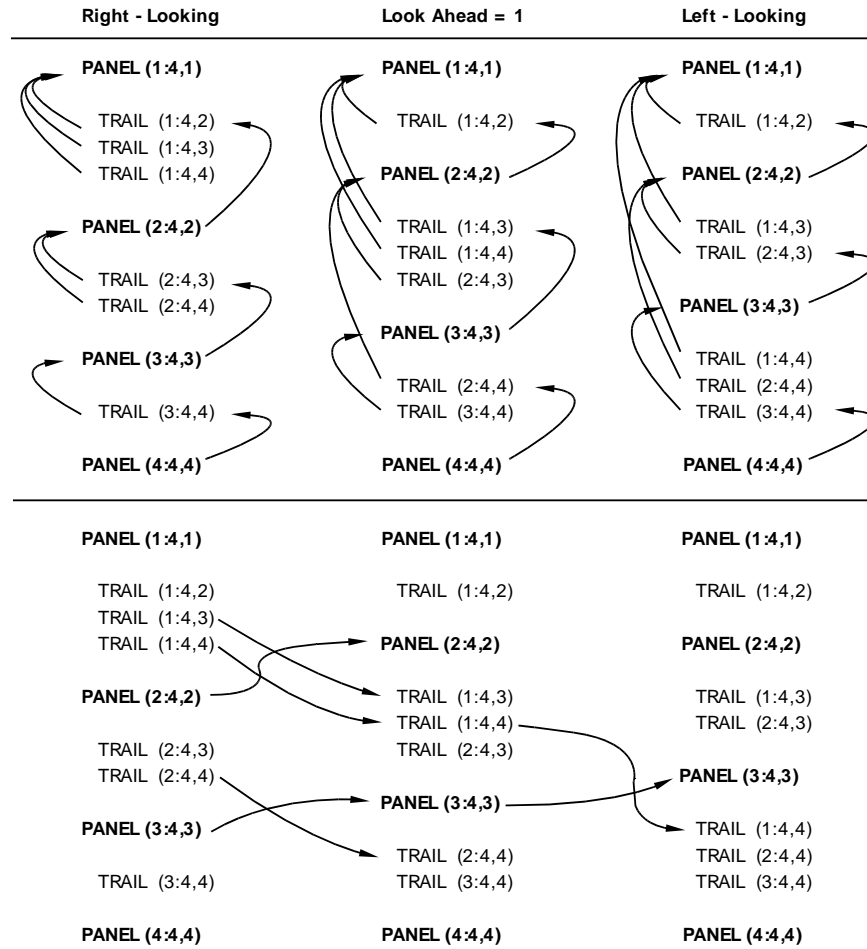 Right - Looking
Look Ahead = 1
Left - Looking
PANEL (1:4,1)
TRAIL (1:4,2)
TRAIL (1:4,3)
TRAIL (1:4,4)
PANEL (2:4,2)
TRAIL (2:4,3)
TRAIL (2:4,4)
PANEL (3:4,3)
TRAIL (3:4,4)
PANEL (4:4,4)
PANEL (1:4,1)
TRAIL (1:4,2)
PANEL (2:4,2)
TRAIL (1:4,3)
TRAIL (1:4,4)
TRAIL (2:4,3)
PANEL (3:4,3)
TRAIL (2:4,4)
TRAIL (3:4,4)
PANEL (4:4,4)
PANEL (1:4,1)
TRAIL (1:4,2)
PANEL (2:4,2)
TRAIL (1:4,3)
TRAIL (2:4,3)
PANEL (3:4,3)
TRAIL (1:4,4)
TRAIL (2:4,4)
TRAIL (3:4,4)
PANEL (4:4,4)
PANEL (1:4,1)
TRAIL (1:4,2)
TRAIL (1:4,3)
TRAIL (1:4,4)
PANEL (2:4,2)
TRAIL (2:4,3)
TRAIL (2:4,4)
PANEL (3:4,3)
TRAIL (3:4,4)
PANEL (4:4,4)
PANEL (1:4,1)
TRAIL (1:4,2)
PANEL (2:4,2)
TRAIL (1:4,3)
TRAIL (1:4,4)
TRAIL (2:4,3)
PANEL (3:4,3)
TRAIL (2:4,4)
TRAIL (3:4,4)
PANEL (4:4,4)
PANEL (1:4,1)
TRAIL (1:4,2)
PANEL (2:4,2)
TRAIL (1:4,3)
TRAIL (2:4,3)
PANEL (3:4,3)
TRAIL (1:4,4)
TRAIL (2:4,4)
TRAIL (3:4,4)
PANEL (4:4,4)